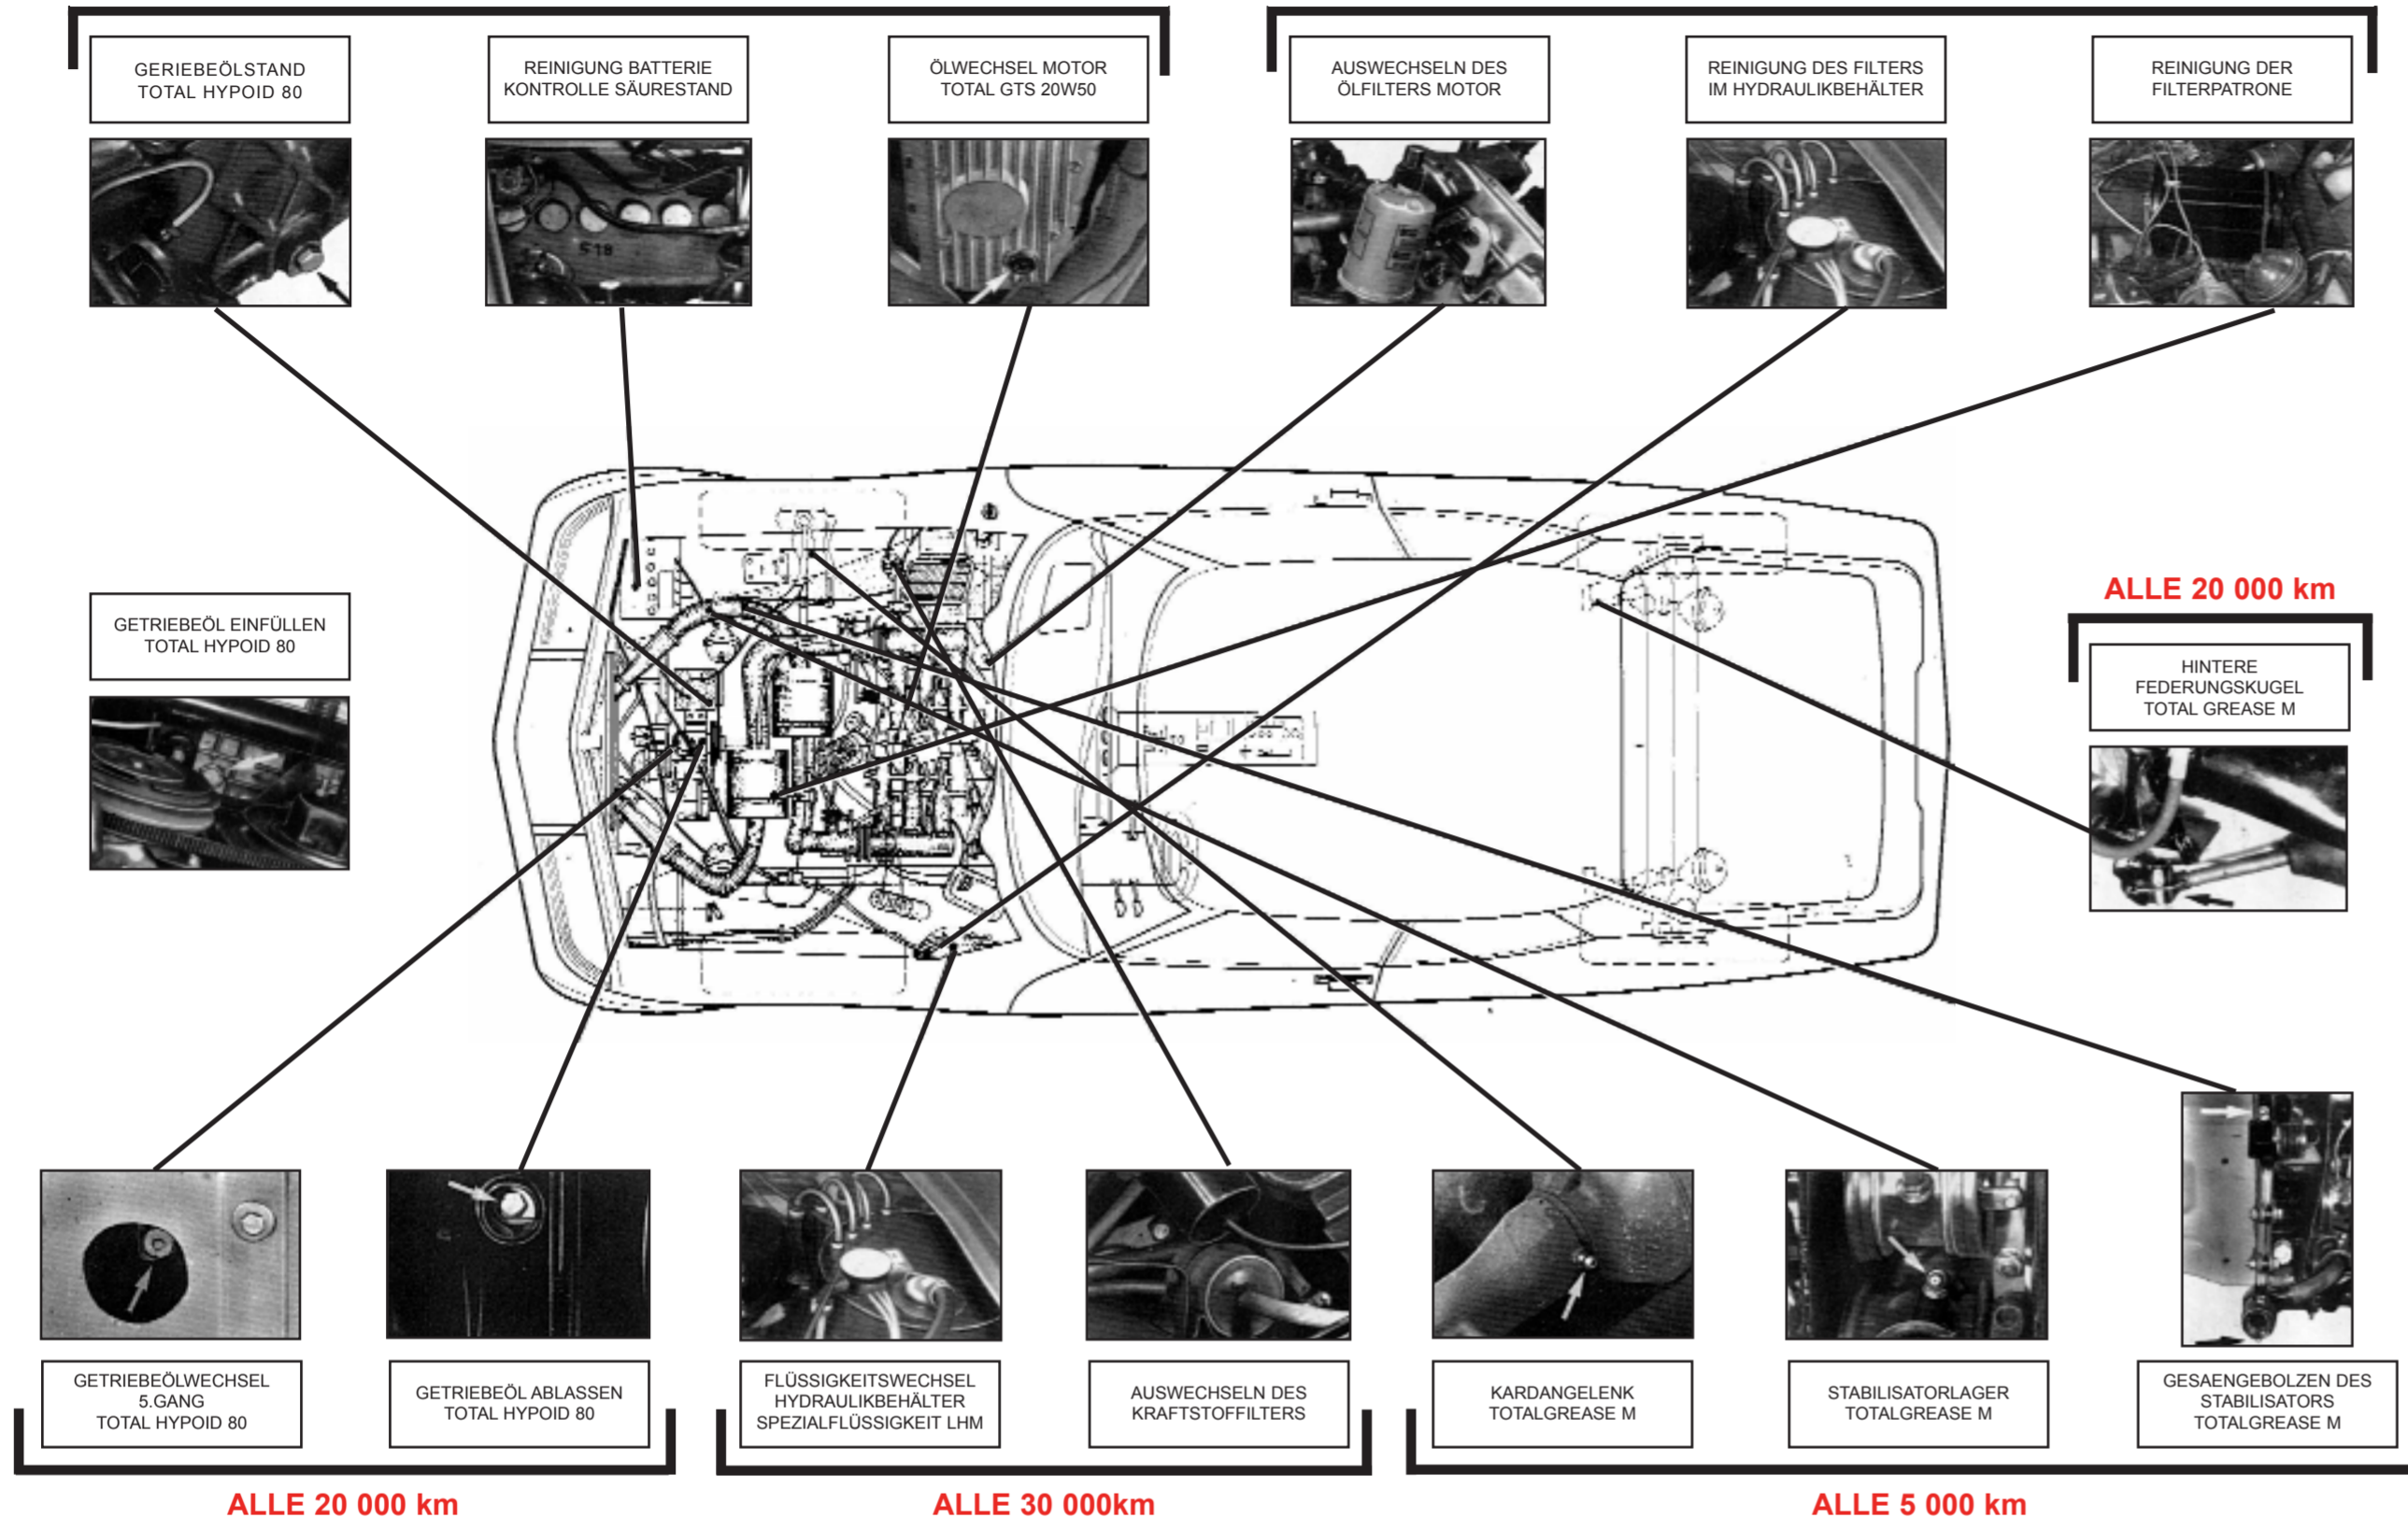 GERIEBEÖLSTAND
TOTAL HYPOID 80
REINIGUNG BATTERIE
KONTROLLE SÄURESTAND
ÖLWECHSEL MOTOR
TOTAL GTS 20W50
AUSWECHSELN DES
ÖLFILTERS MOTOR
REINIGUNG DES FILTERS
IM HYDRAULIKBEHÄLTER
REINIGUNG DER
FILTERPATRONE
518
GETRIEBEÖL EINFÜLLEN
TOTAL HYPOID 80
ALLE 20 000 km
HINTERE
FEDERUNGSKUGEL
TOTAL GREASE M
GETRIEBEÖLWECHSEL
5.GANG
TOTAL HYPOID 80
GETRIEBEÖL ABLASSEN
TOTAL HYPOID 80
FLÜSSIGKEITSWECHSEL
HYDRAULIKBEHÄLTER
SPEZIALFLÜSSIGKEIT LHM
AUSWECHSELN DES
KRAFTSTOFFILTERS
KARDANGELENK
TOTALGREASE M
STABILISATORLAGER
TOTALGREASE M
GESAENGEBOLZEN DES
STABILISATORS
TOTALGREASE M
ALLE 20 000 km
ALLE 30 000km
ALLE 5 000 km